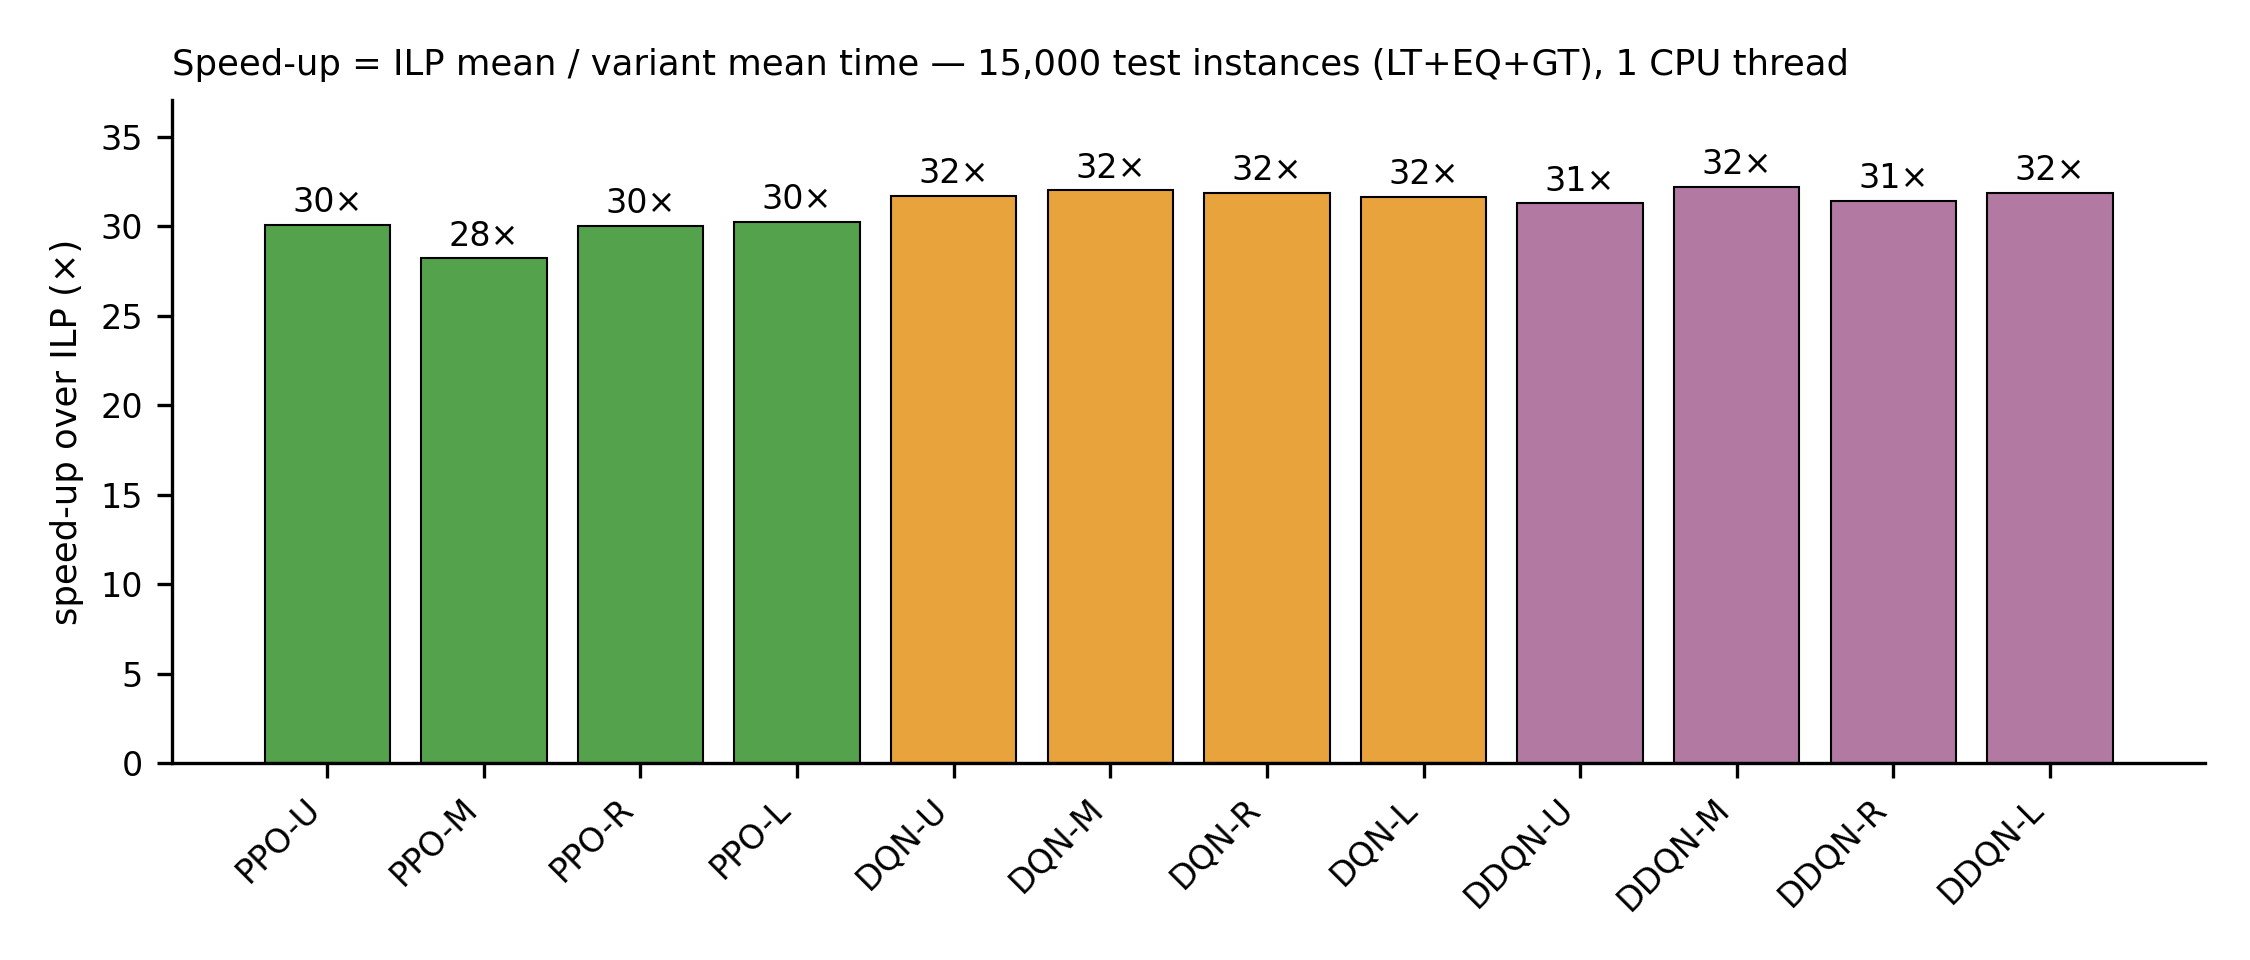 Speed-up = ILP mean / variant mean time — 15,000 test instances (LT+EQ+GT), 1 CPU thread
speed-up over ILP (×)
35
30
25
20
15
10
5
0
30×
28×
30×
30×
32×
32×
32×
32×
31×
32×
31×
32×
PPO-U
PPO-M
PPO-R
PPO-L
DQN-U
DQN-M
DQN-R
DQN-L
DDQN-U
DDQN-M
DDQN-R
DDQN-L